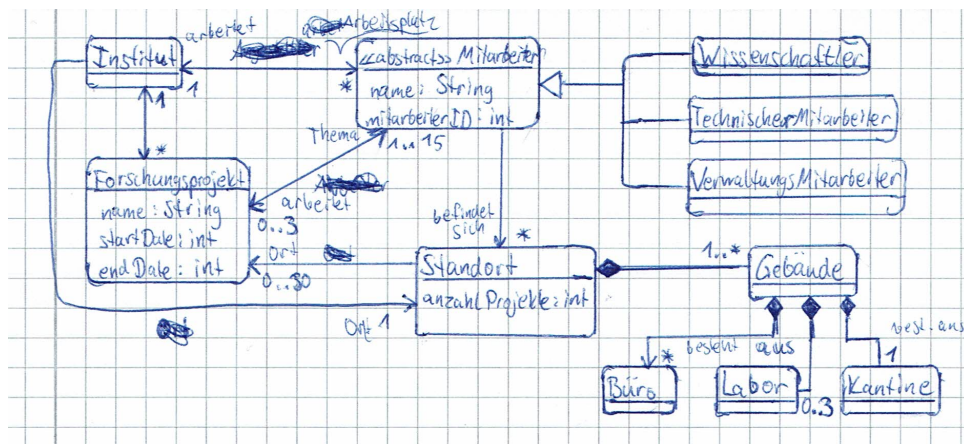 arbeitet
Arbeitsplatz
Institut
1
1
*
<<abstract>> Mitarbeiter
name: String
mitarbeiterID: int
Wissenschaftler
TechnischerMitarbeiter
VerwaltungsMitarbeiter
Thema
1..15
*
Forschungsprojekt
name: String
startDate: int
endDate: int
arbeitet
0..3
befindet
sich
*
Ort
0..80
Standort
anzahlProjekte: int
1..*
Gebäude
Ort 1
besteht aus
*
best. aus
1
Büro
Labor
0.3
Kantine